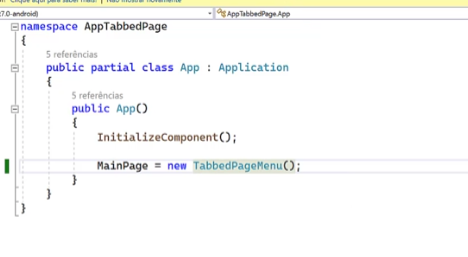 Clique aqui para saber mais! | Não mostrar novamente
7.0-android) AppTabbedPage.App
namespace AppTabbedPage
{
5 referências
public partial class App : Application
{
5 referências
public App()
{
InitializeComponent();
MainPage = new TabbedPageMenu();
}
}
}